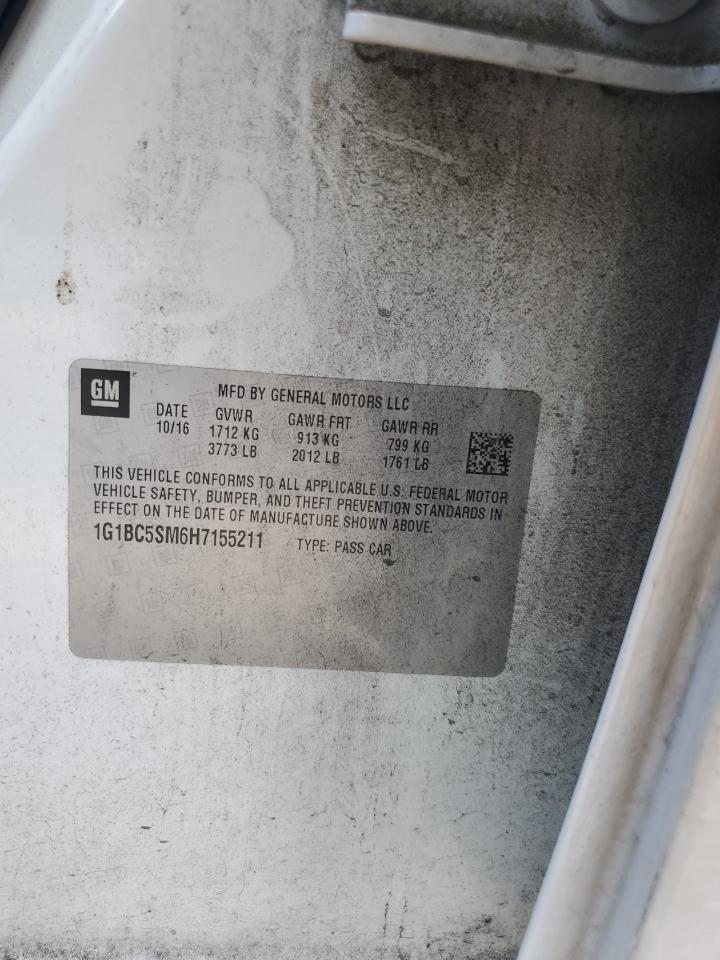 GM
MFD BY GENERAL MOTORS LLC
DATE GVWR GAWR FRT GAWR RR
10/16 1712 KG 913 KG 799 KG
3773 LB 2012 LB 1761 LB
THIS VEHICLE CONFORMS TO ALL APPLICABLE U.S. FEDERAL MOTOR
VEHICLE SAFETY, BUMPER, AND THEFT PREVENTION STANDARDS IN
EFFECT ON THE DATE OF MANUFACTURE SHOWN ABOVE.
1G1BC5SM6H7155211 TYPE: PASS CAR